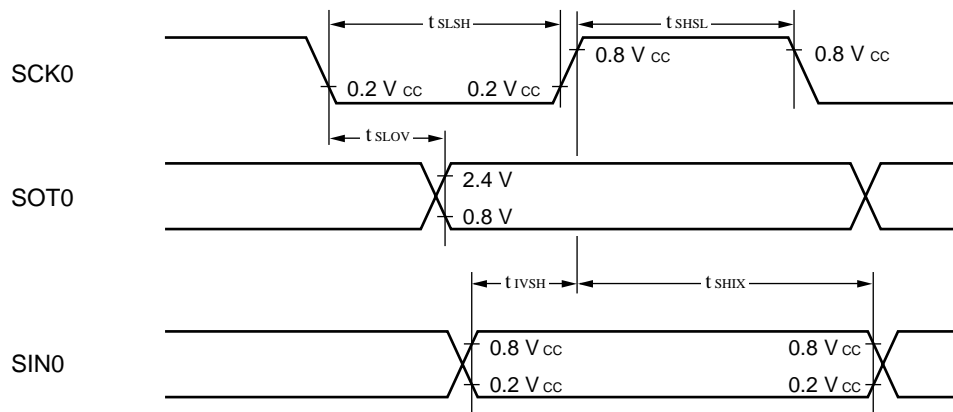 t SLSH t SHSL
SCK0 0.8 V CC 0.8 V CC
0.2 V CC 0.2 V CC
t SLOV
SOT0 2.4 V
0.8 V
t IVSH t SHIX
SIN0 0.8 V CC 0.8 V CC
0.2 V CC 0.2 V CC